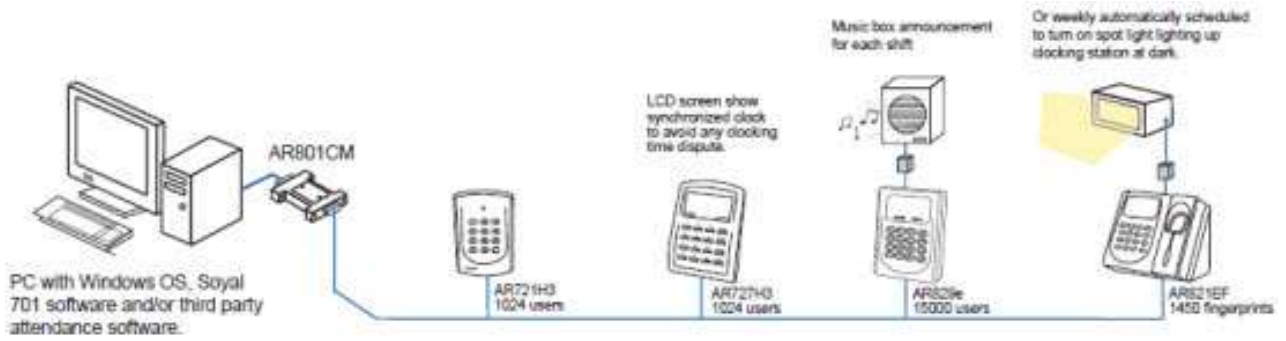 Music box announcement
for each shift
Or weekly automatically scheduled
to turn on spot light lighting up
clocking station at dark.
LCD screen show
synchronized clock
to avoid any clocking
time dispute.
AR801CM
PC with Windows OS, Soyal
701 software and/or third party
attendance software.
AR721H3
1024 users
AR727H3
1024 users
AR829e
15000 users
AR821EF
1450 fingerprints